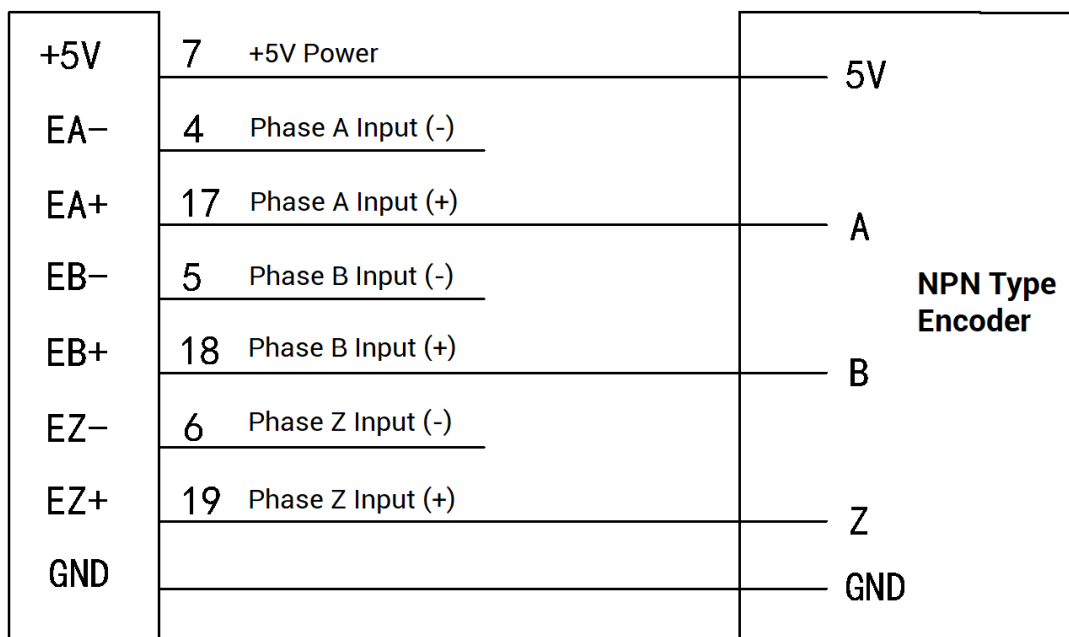 +5V 7 +5V Power 5V
EA- 4 Phase A Input (-)
EA+ 17 Phase A Input (+) A
EB- 5 Phase B Input (-)
NPN Type
Encoder
EB+ 18 Phase B Input (+) B
EZ- 6 Phase Z Input (-)
EZ+ 19 Phase Z Input (+) Z
GND GND